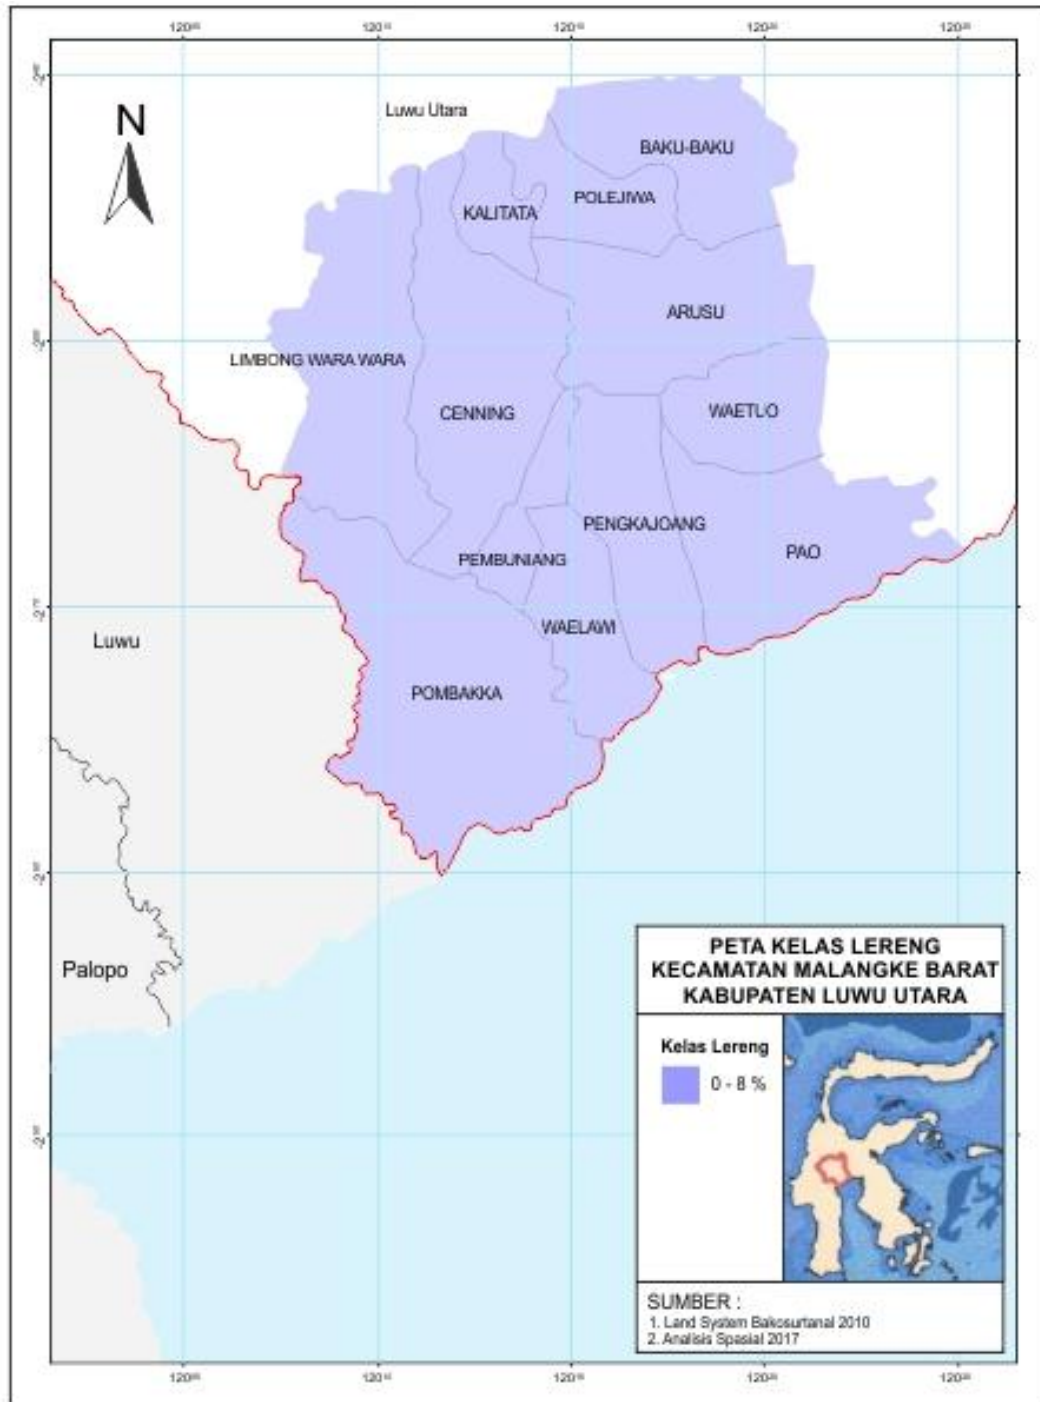 N
Luwu Utara
BAKU-BAKU
POLEJIWA
KALITATA
ARUSU
LIMBONG WARA WARA
CENNING
WAETUO
PENGKAJOANG
PAO
PEMBUNIANG
WAELAWI
Luwu
POMBAKKA
Palopo
PETA KELAS LERENG
KECAMATAN MALANGKE BARAT
KABUPATEN LUWU UTARA
Kelas Lereng
0 - 8 %
SUMBER :
1. Land System Bakosurtanal 2010
2. Analisis Spasial 2017